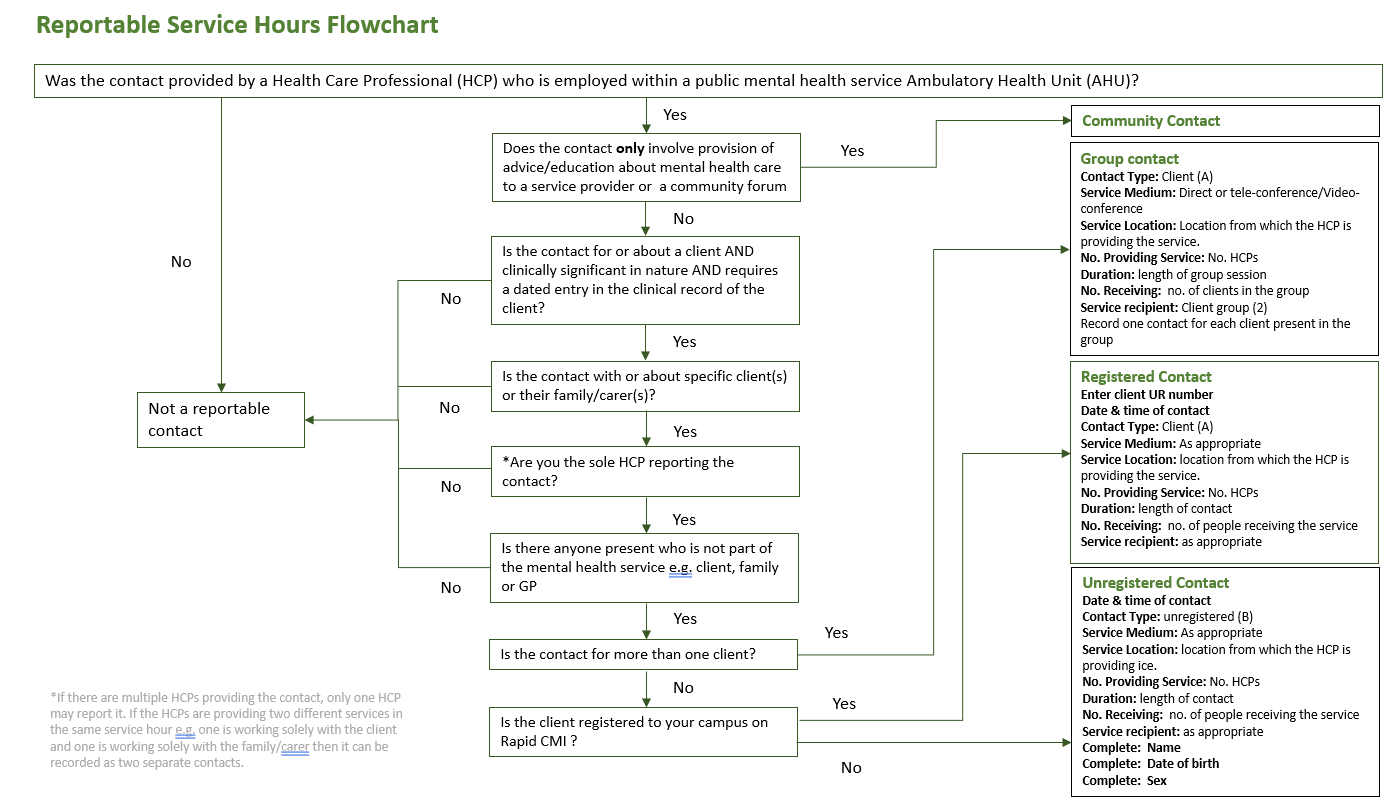 Reportable Service Hours Flowchart
Was the contact provided by a Health Care Professional (HCP) who is employed within a public mental health service Ambulatory Health Unit (AHU)?
Yes
No
Does the contact only involve provision of
advice/education about mental health care
to a service provider or a community forum
Yes
No
Is the contact for or about a client AND
clinically significant in nature AND requires
a dated entry in the clinical record of the
client?
No
Yes
Is the contact with or about specific client(s)
or their family/carer(s)?
No
Yes
Not a reportable
contact
*Are you the sole HCP reporting the
contact?
No
Yes
Is there anyone present who is not part of
the mental health service e.g. client, family
or GP
No
Yes
Is the contact for more than one client?
Yes
No
Is the client registered to your campus on
Rapid CMI ?
Yes
No
*If there are multiple HCPs providing the contact, only one HCP
may report it. If the HCPs are providing two different services in
the same service hour e.g. one is working solely with the client
and one is working solely with the family/carer then it can be
recorded as two separate contacts.
Community Contact
Group contact
Contact Type: Client (A)
Service Medium: Direct or tele-conference/Video-
conference
Service Location: Location from which the HCP is
providing the service.
No. Providing Service: No. HCPs
Duration: length of group session
No. Receiving: no. of clients in the group
Service recipient: Client group (2)
Record one contact for each client present in the
group
Registered Contact
Enter client UR number
Date & time of contact
Contact Type: Client (A)
Service Medium: As appropriate
Service Location: location from which the HCP is
providing the service.
No. Providing Service: No. HCPs
Duration: length of contact
No. Receiving: no. of people receiving the service
Service recipient: as appropriate
Unregistered Contact
Date & time of contact
Contact Type: unregistered (B)
Service Medium: As appropriate
Service Location: location from which the HCP is
providing ice.
No. Providing Service: No. HCPs
Duration: length of contact
No. Receiving: no. of people receiving the service
Service recipient: as appropriate
Complete: Name
Complete: Date of birth
Complete: Sex